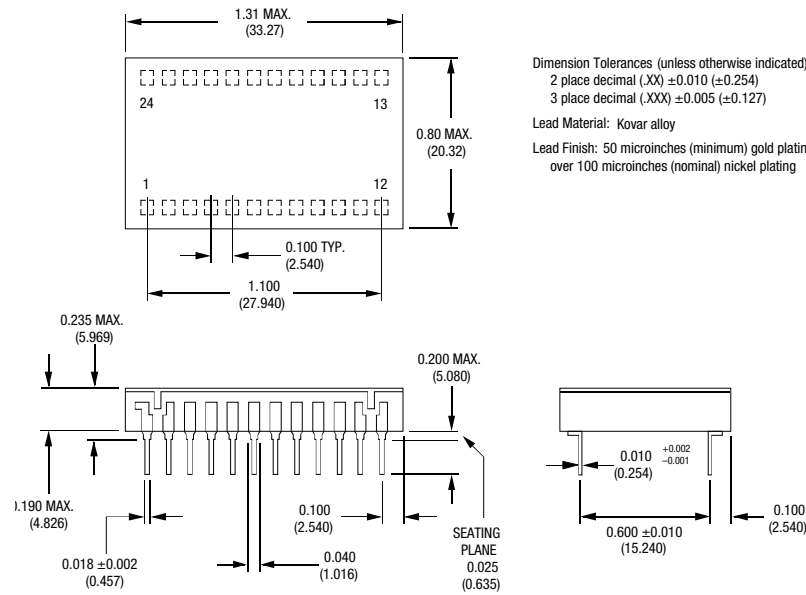 1.31 MAX.
(33.27)
Dimension Tolerances (unless otherwise indicated)
2 place decimal (.XX) ±0.010 (±0.254)
3 place decimal (.XXX) ±0.005 (±0.127)
Lead Material: Kovar alloy
Lead Finish: 50 microinches (minimum) gold platin
over 100 microinches (nominal) nickel plating
24
13
0.80 MAX.
(20.32)
1
12
0.100 TYP.
(2.540)
1.100
(27.940)
0.235 MAX.
(5.969)
0.200 MAX.
(5.080)
0.010 +0.002
−0.001
(0.254)
.190 MAX.
(4.826)
0.100
(2.540)
SEATING
PLANE
0.025
(0.635)
0.100
(2.540)
0.600 ±0.010
(15.240)
0.018 ±0.002
(0.457)
0.040
(1.016)